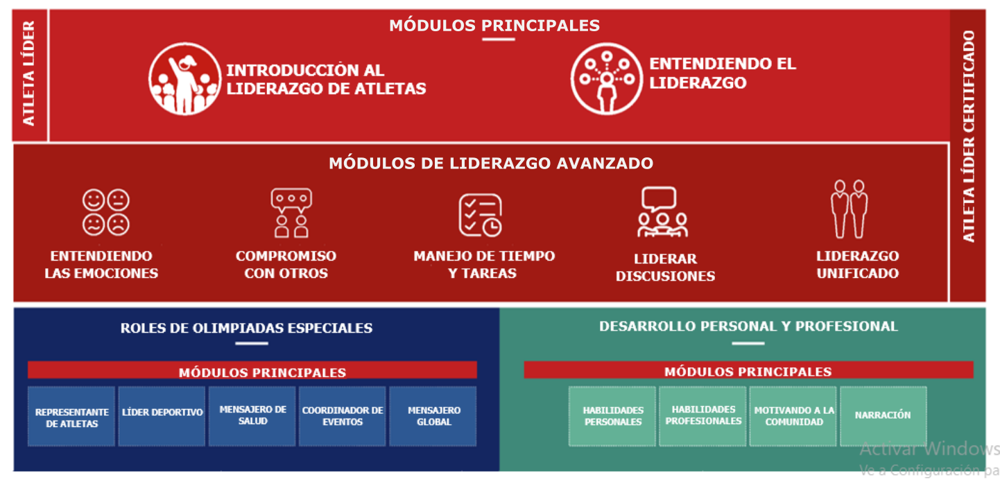 ATLETA LÍDER
MÓDULOS PRINCIPALES
INTRODUCCIÓN AL
LIDERAZGO DE ATLETAS
ENTENDIENDO EL
LIDERAZGO
ATLETA LÍDER CERTIFICADO
MÓDULOS DE LIDERAZGO AVANZADO
ENTENDIENDO
LAS EMOCIONES
COMPROMISO
CON OTROS
MANEJO DE TIEMPO
Y TAREAS
LIDERAR
DISCUSIONES
LIDERAZGO
UNIFICADO
ROLES DE OLIMPIADAS ESPECIALES
MÓDULOS PRINCIPALES
REPRESENTANTE
DE ATLETAS
LÍDER DEPORTIVO
MENSAJERO DE
SALUD
COORDINADOR DE
EVENTOS
MENSAJERO
GLOBAL
DESARROLLO PERSONAL Y PROFESIONAL
MÓDULOS PRINCIPALES
HABILIDADES
PERSONALES
HABILIDADES
PROFESIONALES
MOTIVANDO A LA
COMUNIDAD
NARRACIÓN
Activar Windows
Ve a Configuración pa